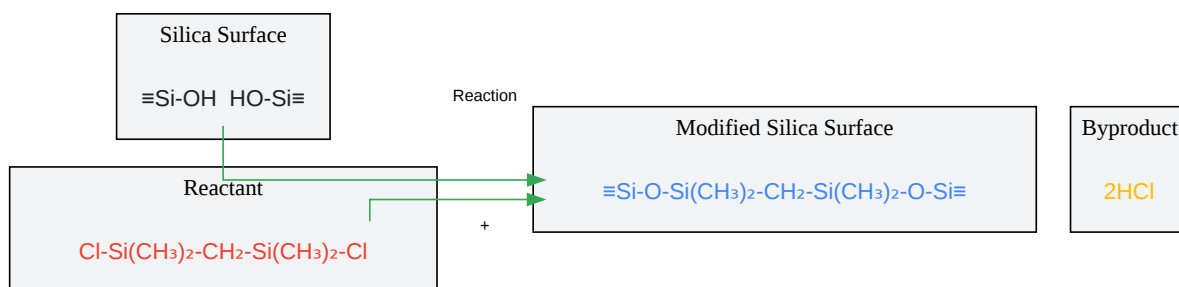 Silica Surface
≡Si-OH HO-Si≡
Reaction
Modified Silica Surface
Byproduct
Reactant
≡Si-O-Si(CH₃)₂-CH₂-Si(CH₃)₂-O-Si≡
2HCl
+
Cl-Si(CH₃)₂-CH₂-Si(CH₃)₂-Cl